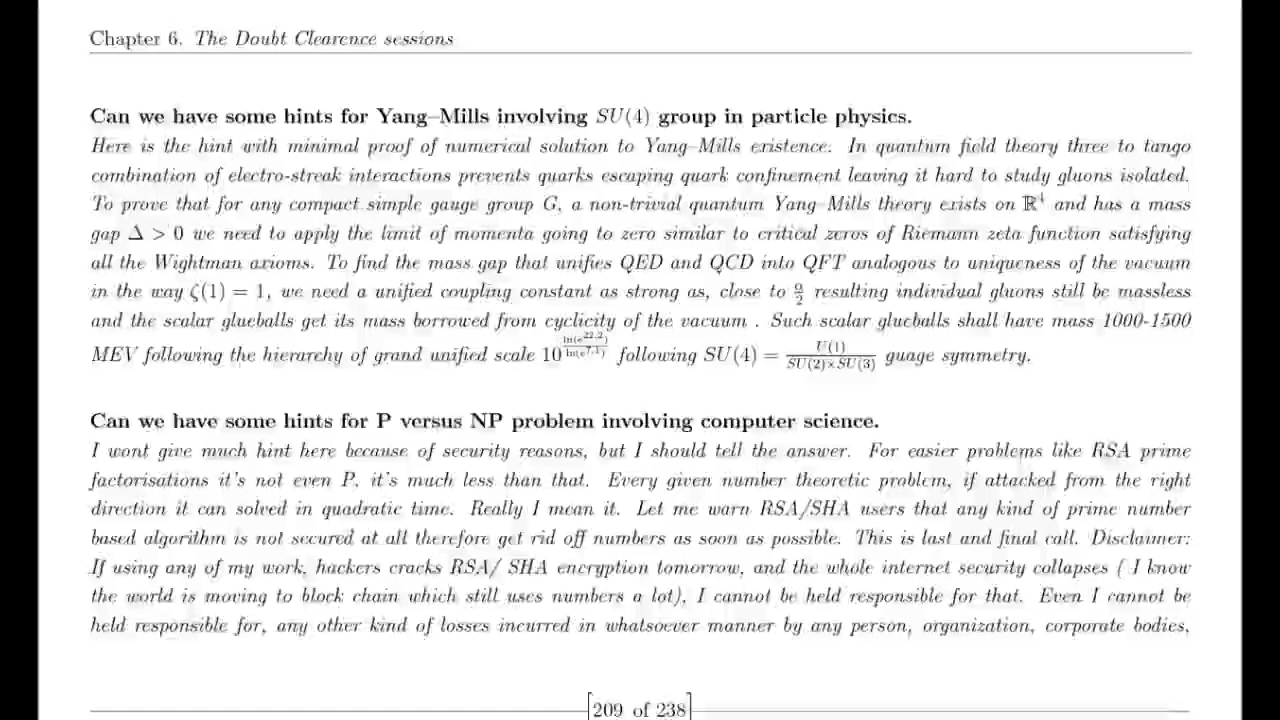 Chapter 6. The Doubt Clearence sessions
Can we have some hints for Yang–Mills involving SU(4) group in particle physics.
Here is the hint with minimal proof of numerical solution to Yang–Mills existence. In quantum field theory three to tango
combination of electro-streak interactions prevents quarks escaping quark confinement leaving it hard to study gluons isolated.
To prove that for any compact simple gauge group G, a non-trivial quantum Yang–Mills theory exists on ℝ⁴ and has a mass
gap Δ > 0 we need to apply the limit of momenta going to zero similar to critical zeros of Riemann zeta function satisfying
all the Wightman axioms. To find the mass gap that unifies QED and QCD into QFT analogous to uniqueness of the vacuum
in the way ζ(1) = 1, we need a unified coupling constant as strong as, close to α/2 resulting individual gluons still be massless
and the scalar glueballs get its mass borrowed from cyclicity of the vacuum . Such scalar glueballs shall have mass 1000-1500
MEV following the hierarchy of grand unified scale 10^(ln(e^22.2)/ln(e^7.1)) following SU(4) = U(1)/SU(2)×SU(3) guage symmetry.
Can we have some hints for P versus NP problem involving computer science.
I wont give much hint here because of security reasons, but I should tell the answer. For easier problems like RSA prime
factorisations it's not even P, it's much less than that. Every given number theoretic problem, if attacked from the right
direction it can solved in quadratic time. Really I mean it. Let me warn RSA/SHA users that any kind of prime number
based algorithm is not secured at all therefore get rid off numbers as soon as possible. This is last and final call. Disclaimer:
If using any of my work, hackers cracks RSA/ SHA encryption tomorrow, and the whole internet security collapses ( I know
the world is moving to block chain which still uses numbers a lot), I cannot be held responsible for that. Even I cannot be
held responsible for, any other kind of losses incurred in whatsoever manner by any person, organization, corporate bodies,
[209 of 238]